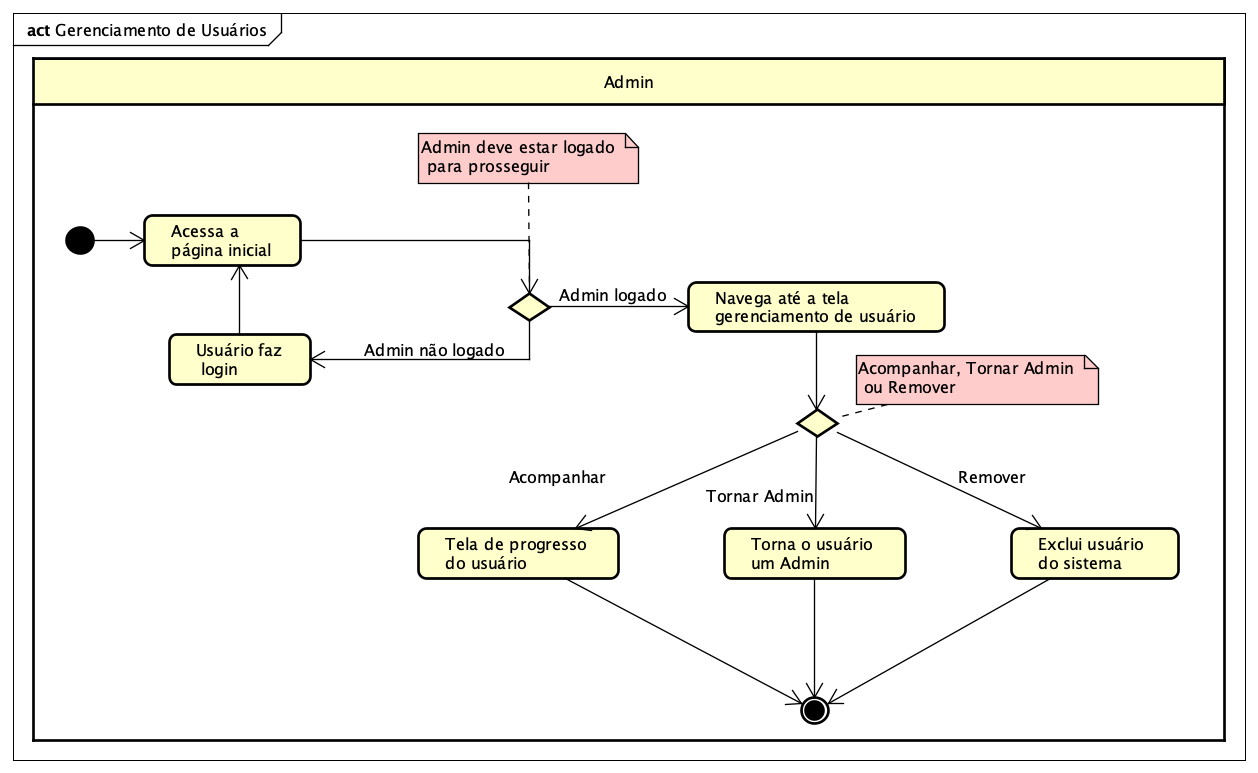 act Gerenciamento de Usuários
Admin
Admin deve estar logado
para prosseguir
Acessa a
página inicial
Admin logado
Navega até a tela
gerenciamento de usuário
Usuário faz
login
Admin não logado
Acompanhar, Tornar Admin
ou Remover
Acompanhar
Tornar Admin
Remover
Tela de progresso
do usuário
Torna o usuário
um Admin
Exclui usuário
do sistema